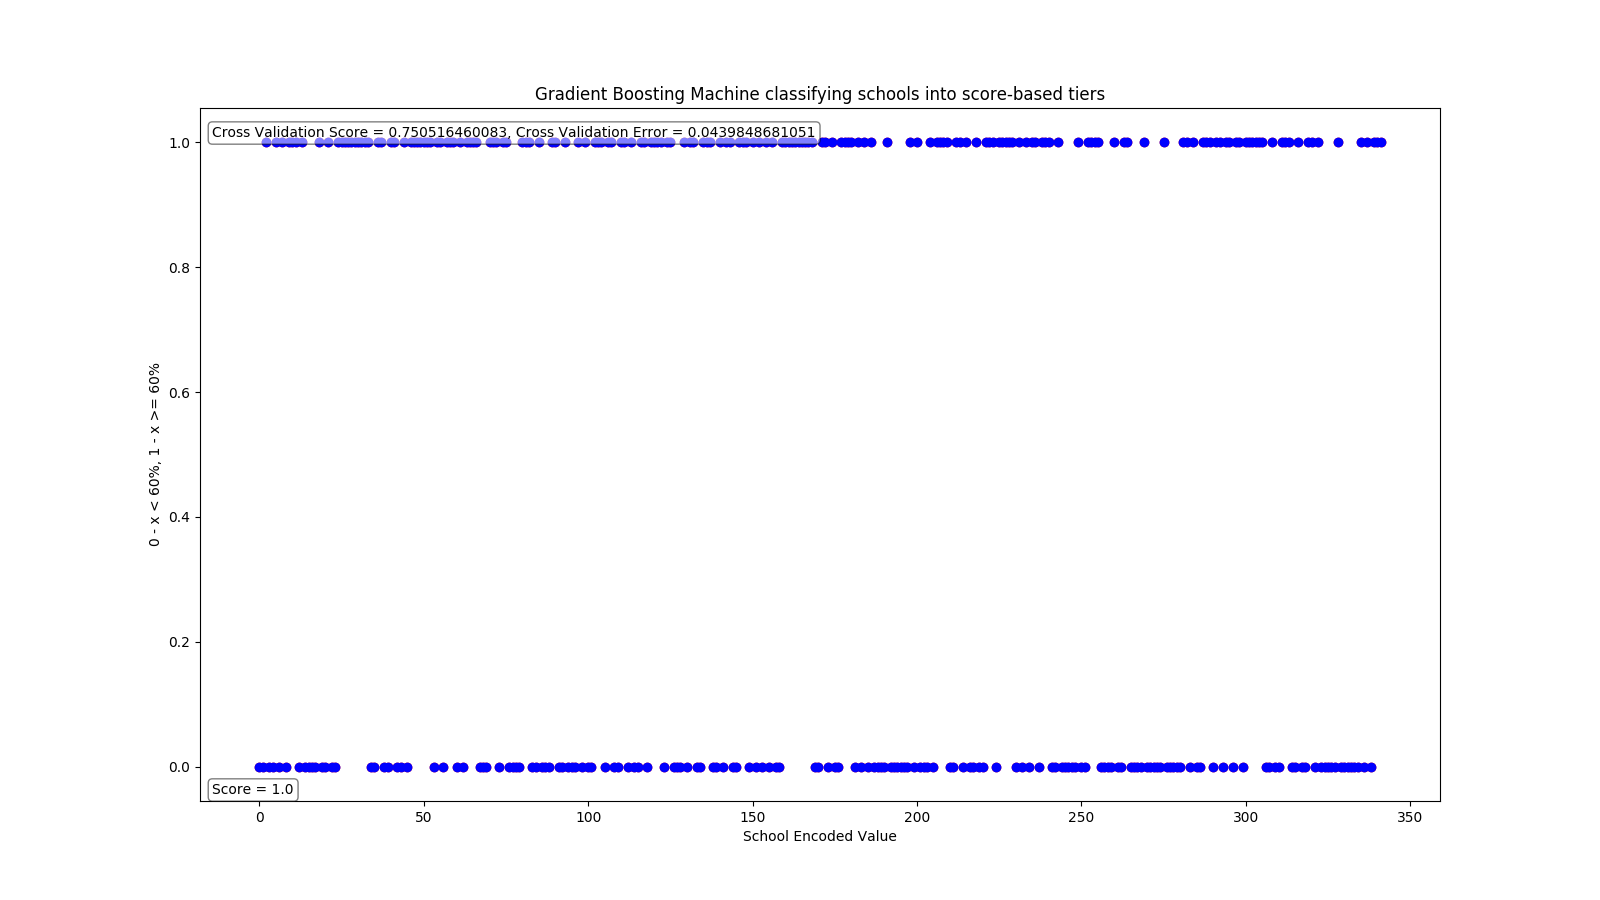 Gradient Boosting Machine classifying schools into score-based tiers
Cross Validation Score = 0.750516460083, Cross Validation Error = 0.0439848681051
1.0
0.8
0.6
0.4
0.2
0.0
0 - x < 60%, 1 - x >= 60%
Score = 1.0
0 50 100 150 200 250 300 350
School Encoded Value